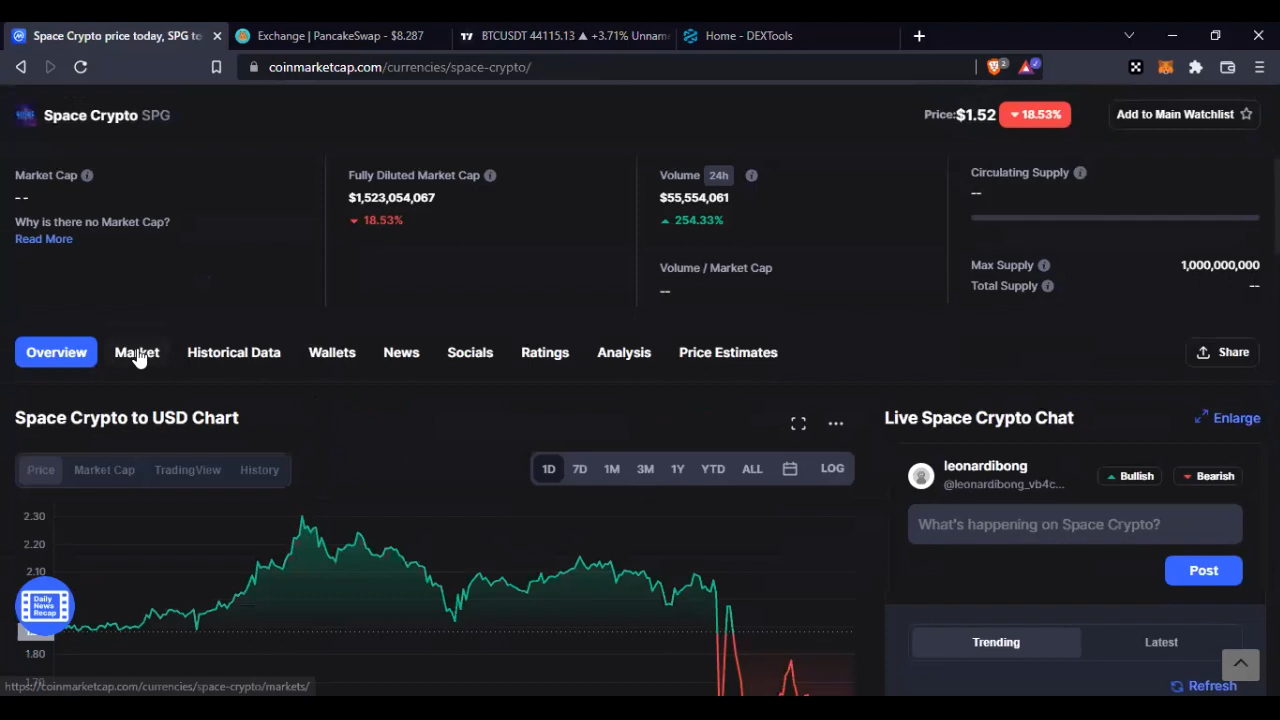 Space Crypto price today, SPG to
Exchange | PancakeSwap - $8.287
BTCUSDT 44115.13 ▲ +3.71% Unnam
Home - DEXTools
coinmarketcap.com/currencies/space-crypto/
2
Space Crypto SPG
Price: $1.52
18.53%
Add to Main Watchlist
Market Cap
- -
Why is there no Market Cap?
Read More
Fully Diluted Market Cap
$1,523,054,067
18.53%
Volume 24h
$55,554,061
254.33%
Volume / Market Cap
--
Circulating Supply
--
Max Supply 1,000,000,000
Total Supply --
Overview
Market
Historical Data
Wallets
News
Socials
Ratings
Analysis
Price Estimates
Share
Space Crypto to USD Chart
Price
Market Cap
TradingView
History
1D
7D
1M
3M
1Y
YTD
ALL
LOG
2.30
2.20
2.10
1.80
Daily
News
Recap
Live Space Crypto Chat
Enlarge
leonardibong
@leonardibong_vb4c...
Bullish
Bearish
What's happening on Space Crypto?
Post
Trending
Latest
Refresh
https://coinmarketcap.com/currencies/space-crypto/markets/